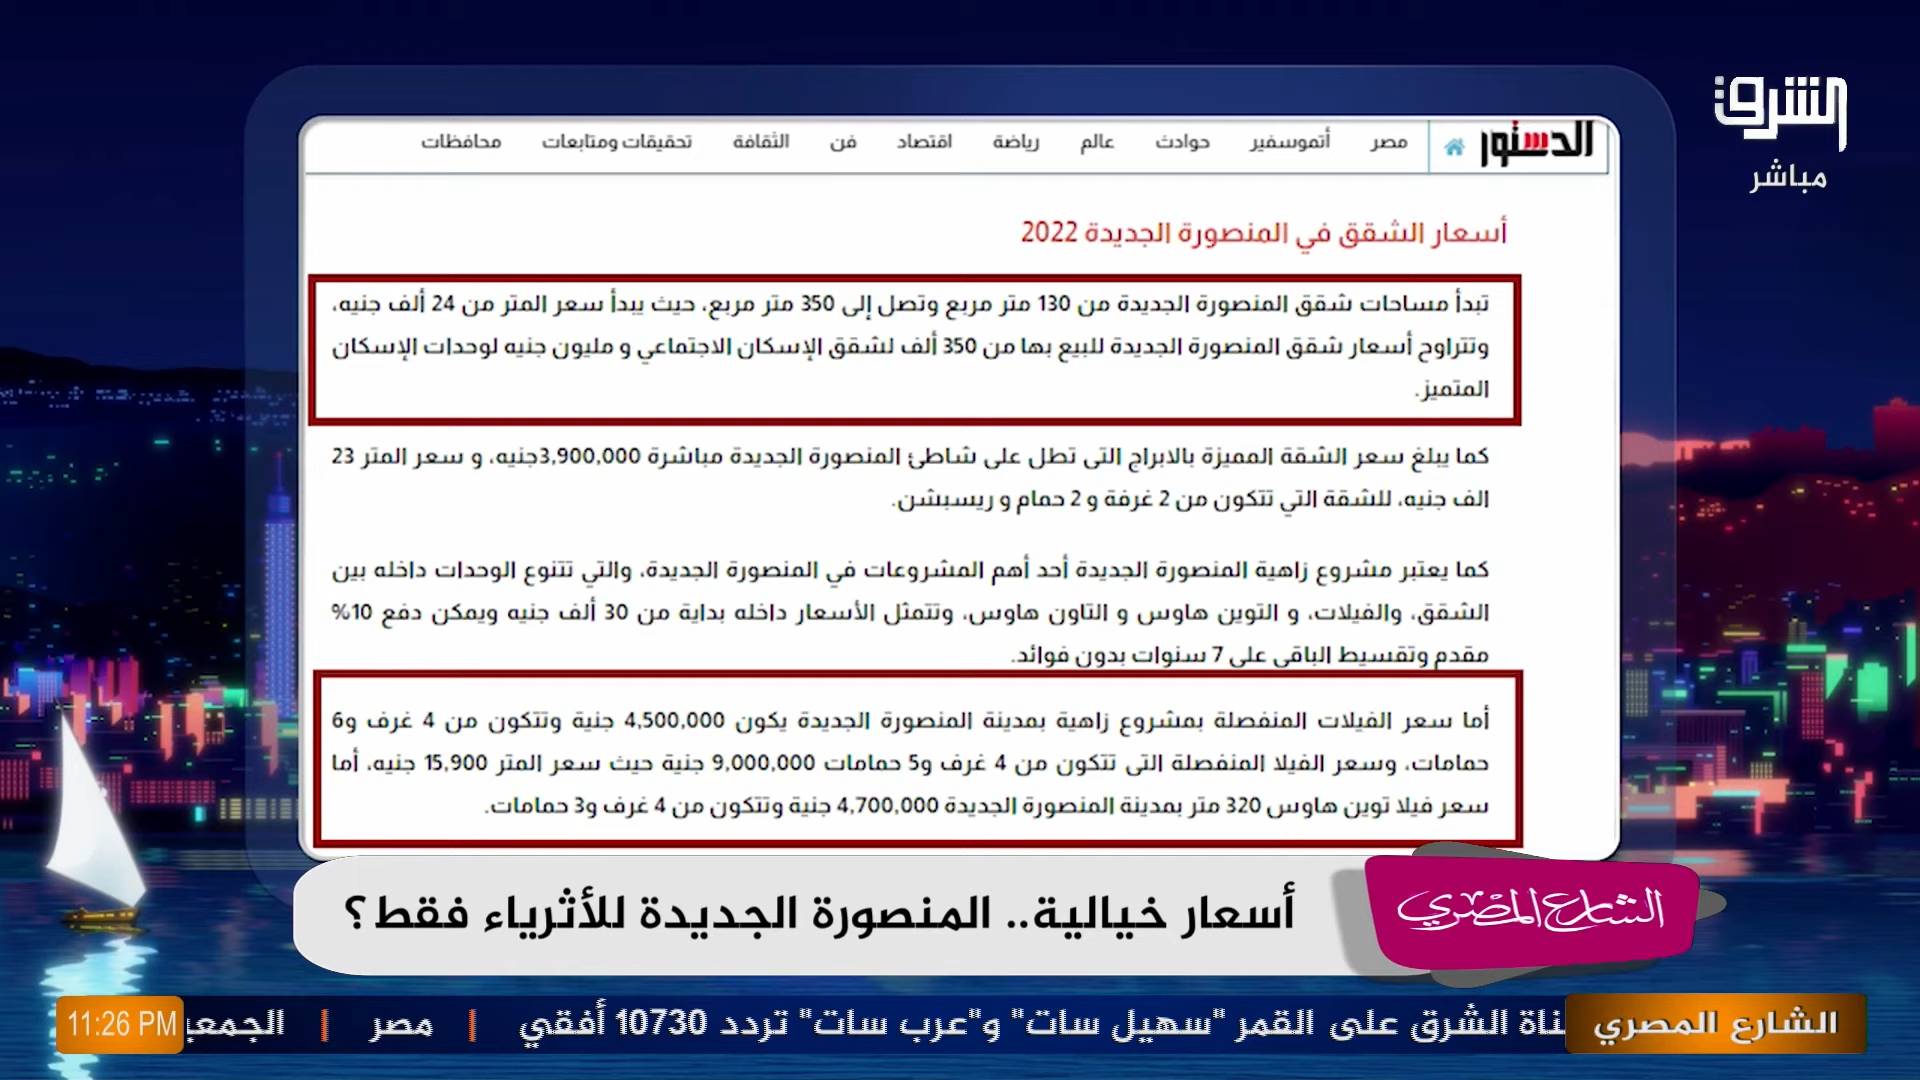 الشرق
مباشر
الدستور
مصر أتموسفير حوادث عالم رياضة اقتصاد فن الثقافة تحقيقات ومتابعات محافظات
أسعار الشقق في المنصورة الجديدة 2022
تبدأ مساحات شقق المنصورة الجديدة من 130 متر مربع وتصل إلى 350 متر مربع، حيث يبدأ سعر المتر من 24 ألف جنيه،
وتتراوح أسعار شقق المنصورة الجديدة للبيع بها من 350 ألف لشقق الإسكان الاجتماعي و مليون جنيه لوحدات الإسكان
المتميز.
كما يبلغ سعر الشقة المميزة بالابراج التى تطل على شاطئ المنصورة الجديدة مباشرة 3,900,000جنيه، و سعر المتر 23
الف جنيه، للشقة التي تتكون من 2 غرفة و 2 حمام و ريسبشن.
كما يعتبر مشروع زاهية المنصورة الجديدة أحد أهم المشروعات في المنصورة الجديدة، والتي تتنوع الوحدات داخله بين
الشقق، والفيلات، و التوين هاوس و التاون هاوس، وتتمثل الأسعار داخله بداية من 30 ألف جنيه ويمكن دفع 10%
مقدم وتقسيط الباقى على 7 سنوات بدون فوائد.
أما سعر الفيلات المنفصلة بمشروع زاهية بمدينة المنصورة الجديدة يكون 4,500,000 جنية وتتكون من 4 غرف و6
حمامات، وسعر الفيلا المنفصلة التى تتكون من 4 غرف و5 حمامات 9,000,000 جنية حيث سعر المتر 15,900 جنيه، أما
سعر فيلا توين هاوس 320 متر بمدينة المنصورة الجديدة 4,700,000 جنية وتتكون من 4 غرف و3 حمامات.
الشارع المصري
أسعار خيالية.. المنصورة الجديدة للأثرياء فقط؟
الشارع المصري
ناة الشرق على القمر "سهيل سات" و"عرب سات" تردد 10730 أفقي | مصر | الجمعي
11:26 PM